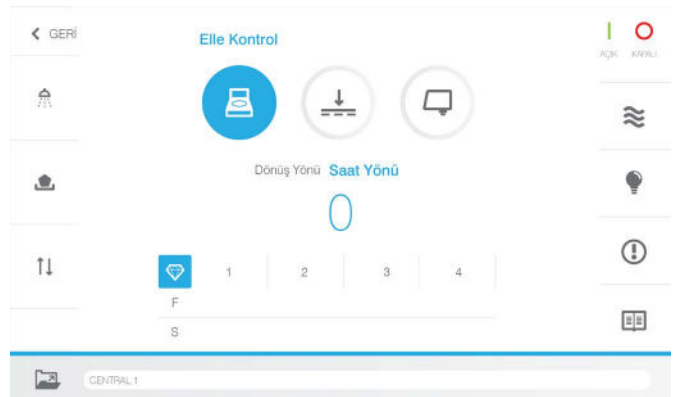 GERİ
Elle Kontrol
AÇIK KAPALI
Dönüş Yönü Saat Yönü
0
1 2 3 4
F
S
CENTRAL 1